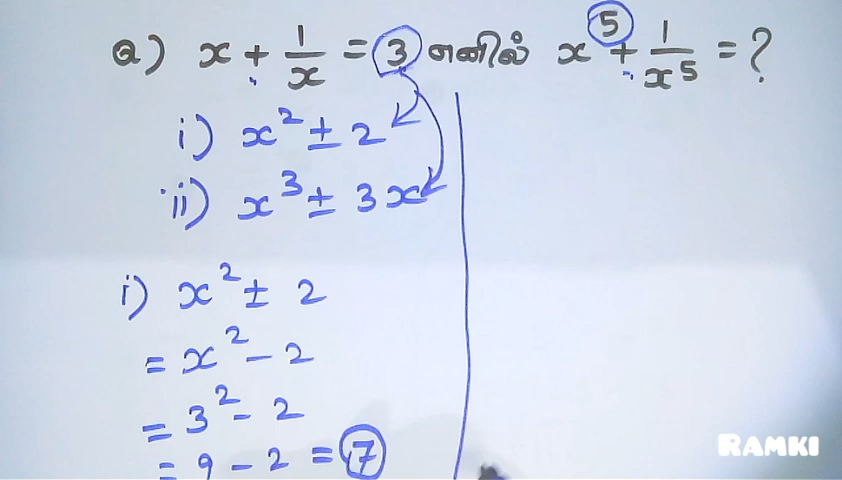 Q) x + 1/x = 3 எனில் x⁵ + 1/x⁵ = ?
i) x² ± 2
ii) x³ ± 3x
i) x² ± 2
= x² - 2
= 3² - 2
= 9 - 2 = 7
RAMKI